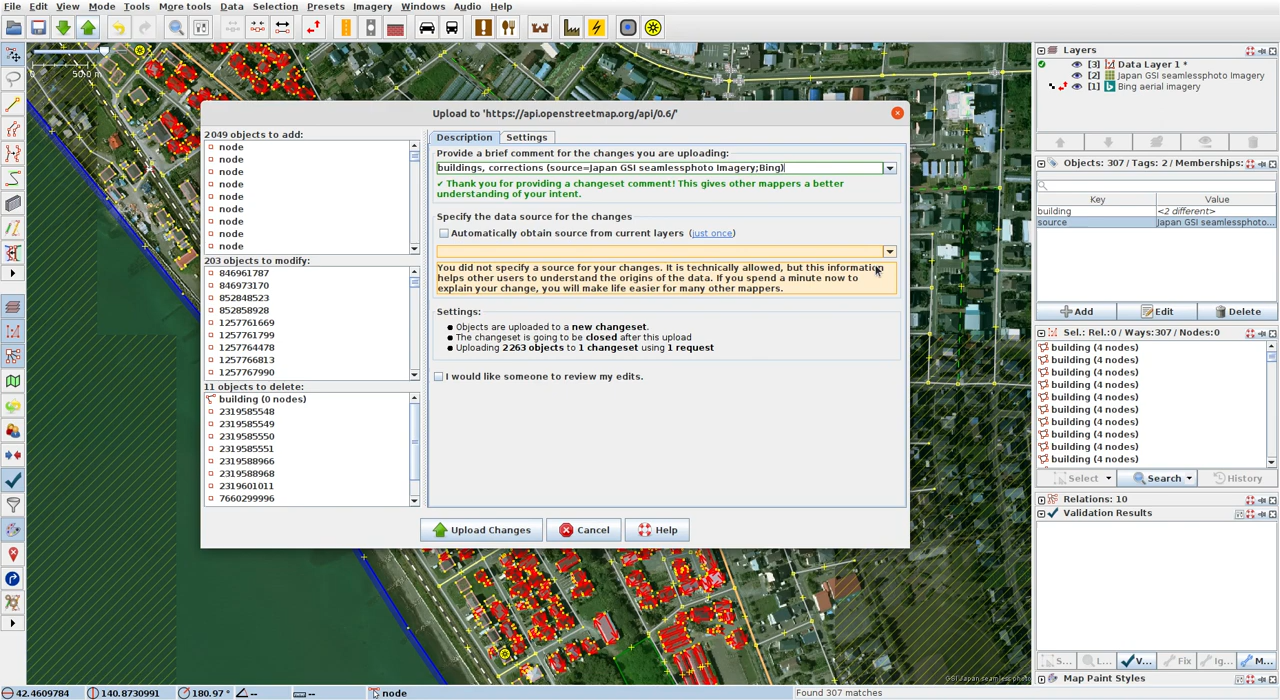 File Edit View Mode Tools More tools Data Selection Presets Imagery Windows Audio Help
0 50.0 m
Upload to 'https://api.openstreetmap.org/api/0.6/'
2049 objects to add:
node
node
node
node
node
node
node
node
node
203 objects to modify:
846961787
846973170
852848523
852858928
1257761669
1257761799
1257764478
1257766813
1257767990
11 objects to delete:
building (0 nodes)
2319585548
2319585549
2319585550
2319585551
2319588966
2319588968
2319601011
7660299996
Description Settings
Provide a brief comment for the changes you are uploading:
buildings, corrections (source=Japan GSI seamlessphoto Imagery;Bing)
✔ Thank you for providing a changeset comment! This gives other mappers a better
understanding of your intent.
Specify the data source for the changes
Automatically obtain source from current layers (just once)
You did not specify a source for your changes. It is technically allowed, but this information
helps other users to understand the origins of the data. If you spend a minute now to
explain your change, you will make life easier for many other mappers.
Settings:
● Objects are uploaded to a new changeset.
● The changeset is going to be closed after this upload
● Uploading 2263 objects to 1 changeset using 1 request
I would like someone to review my edits.
Upload Changes Cancel Help
Layers
[3] Data Layer 1 *
[2] Japan GSI seamlessphoto Imagery
[1] Bing aerial imagery
Objects: 307 / Tags: 2 / Memberships:
Key Value
building <2 different>
source Japan GSI seamlessphoto...
Add Edit Delete
Sel.: Rel.:0 / Ways:307 / Nodes:0
building (4 nodes)
building (4 nodes)
building (4 nodes)
building (4 nodes)
building (4 nodes)
building (4 nodes)
building (4 nodes)
building (4 nodes)
building (4 nodes)
building (4 nodes)
Select Search History
Relations: 10
Validation Results
S... L... V... Fix Ig... M...
Map Paint Styles
GSI Japan seamless photo
42.4609784 140.8730991 180.97 ° -- -- node Found 307 matches